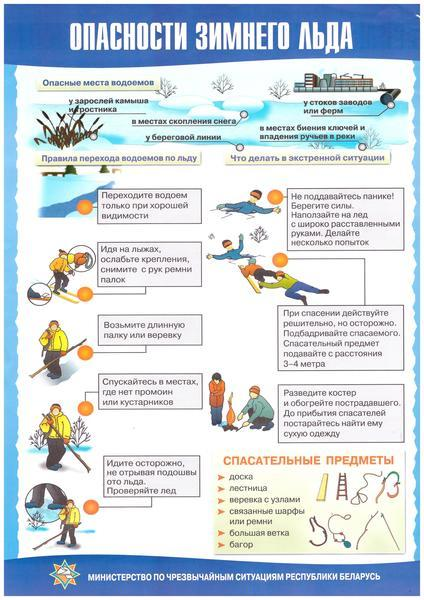 ОПАСНОСТИ ЗИМНЕГО ЛЬДА
Опасные места водоемов
у зарослей камыша
и тростника
в местах скопления снега
у береговой линии
у стоков заводов
или ферм
в местах биения ключей и
впадения ручьев в реки
Правила перехода водоемов по льду
Переходите водоем
только при хорошей
видимости
Идя на лыжах,
ослабьте крепления,
снимите с рук ремни
палок
Возьмите длинную
палку или веревку
Спускайтесь в местах,
где нет промоин
или кустарников
Идите осторожно,
не отрывая подошвы
ото льда.
Проверяйте лед
Что делать в экстренной ситуации
Не поддавайтесь панике!
Берегите силы.
Наползайте на лед
с широко расставленными
руками. Делайте
несколько попыток
При спасении действуйте
решительно, но осторожно.
Подбадривайте спасаемого.
Спасательный предмет
подавайте с расстояния
3–4 метра
Разведите костер
и обогрейте пострадавшего.
До прибытия спасателей
постарайтесь найти ему
сухую одежду
СПАСАТЕЛЬНЫЕ ПРЕДМЕТЫ
доска
лестница
веревка с узлами
связанные шарфы
или ремни
большая ветка
багор
МИНИСТЕРСТВО ПО ЧРЕЗВЫЧАЙНЫМ СИТУАЦИЯМ РЕСПУБЛИКИ БЕЛАРУСЬ